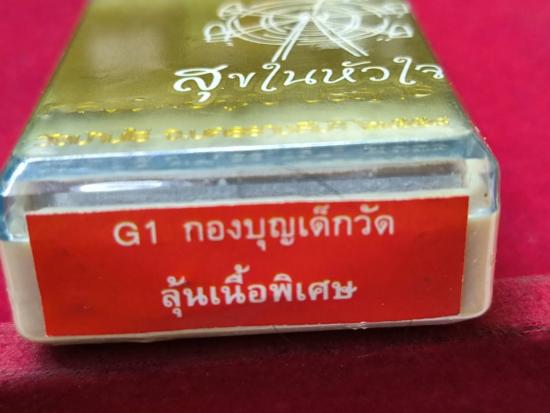 สุขในหัวใจ
G1 กองบุญเด็กวัด
ลุ้นเนื้อพิเศษ